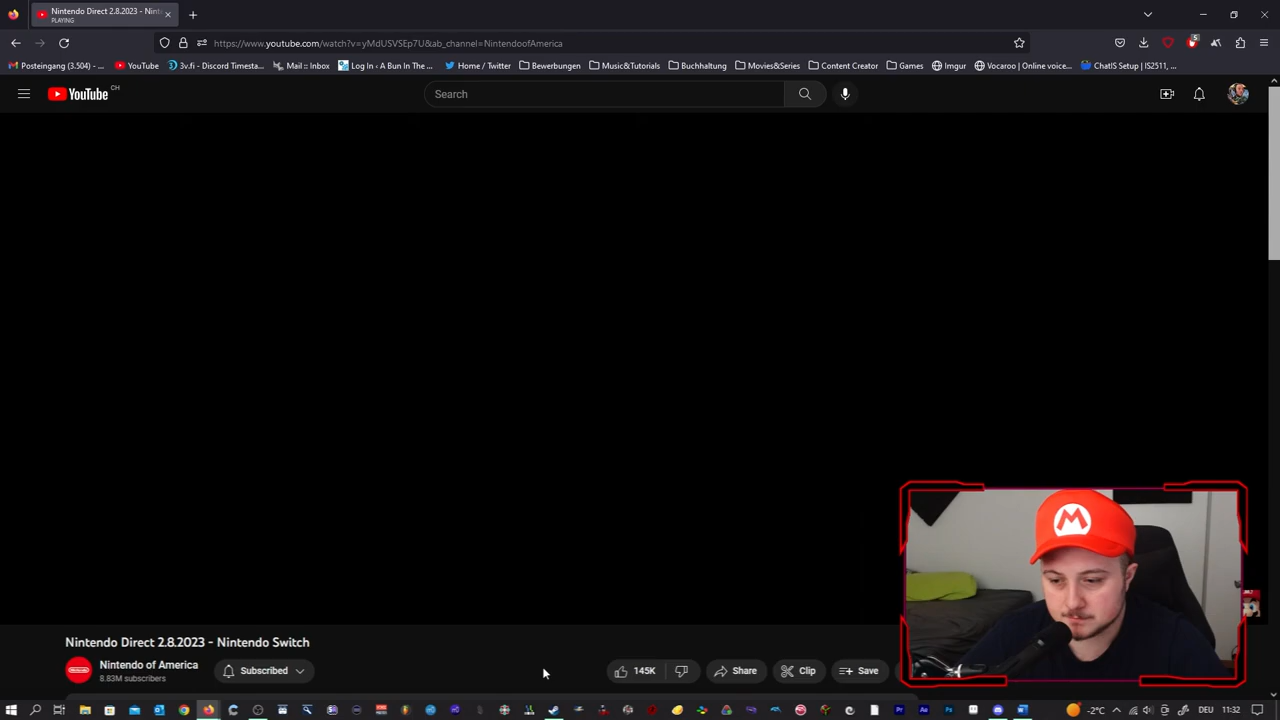 Nintendo Direct 2.8.2023 - Nint
PLAYING
https://www.youtube.com/watch?v=yMdUSVSEp7U&ab_channel=NintendoofAmerica
5
Posteingang (3.504) - ...
YouTube
3v.fi - Discord Timesta...
Mail :: Inbox
Log In ‹ A Bun In The ...
Home / Twitter
Bewerbungen
Music&Tutorials
Buchhaltung
Movies&Series
Content Creator
Games
Imgur
Vocaroo | Online voice...
ChatIS Setup | IS2511, ...
YouTube CH
Search
M
Nintendo Direct 2.8.2023 - Nintendo Switch
Nintendo of America
8.83M subscribers
Subscribed
145K
Share
Clip
Save
-2°C
DEU
11:32